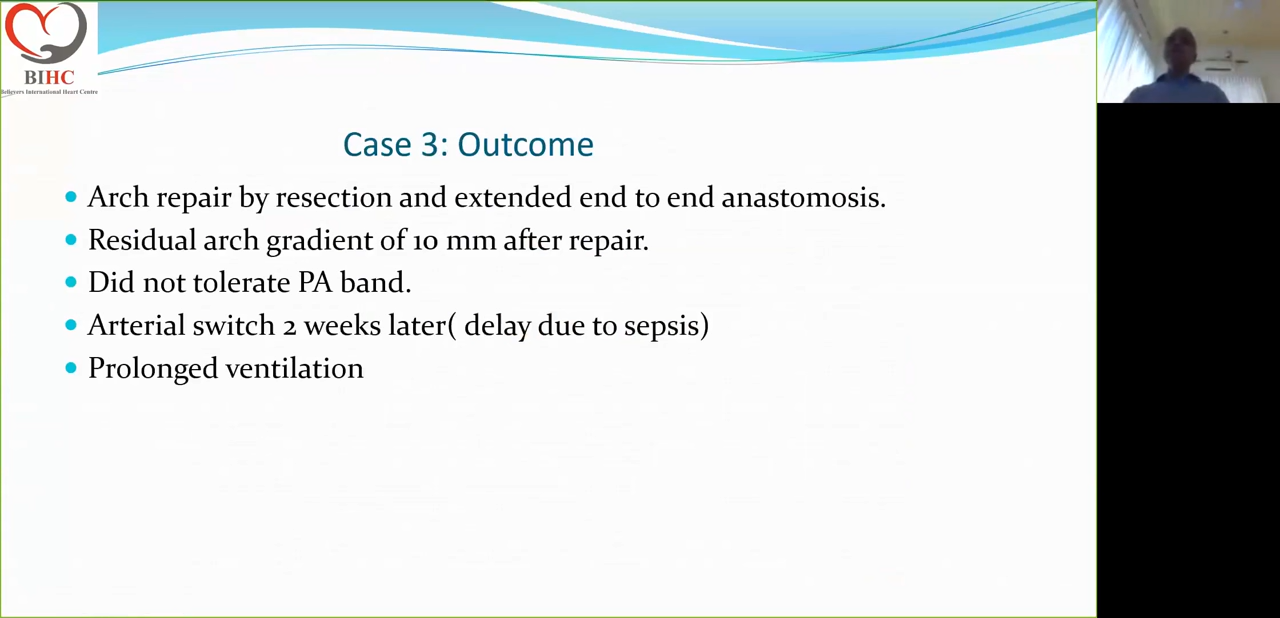 BIHC
Believers International Heart Centre
Case 3: Outcome
Arch repair by resection and extended end to end anastomosis.
Residual arch gradient of 10 mm after repair.
Did not tolerate PA band.
Arterial switch 2 weeks later( delay due to sepsis)
Prolonged ventilation